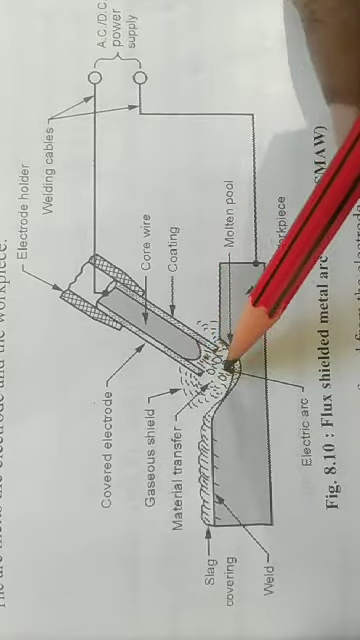 The arc melts the electrode and the workpiece.
Electrode holder
Welding cables
A.C./D.C.
power
supply
Covered electrode
Core wire
Coating
Gaseous shield
Material transfer
Molten pool
Slag
covering
Weld
Electric arc
Fig. 8.10 : Flux shielded metal arc SMAW)